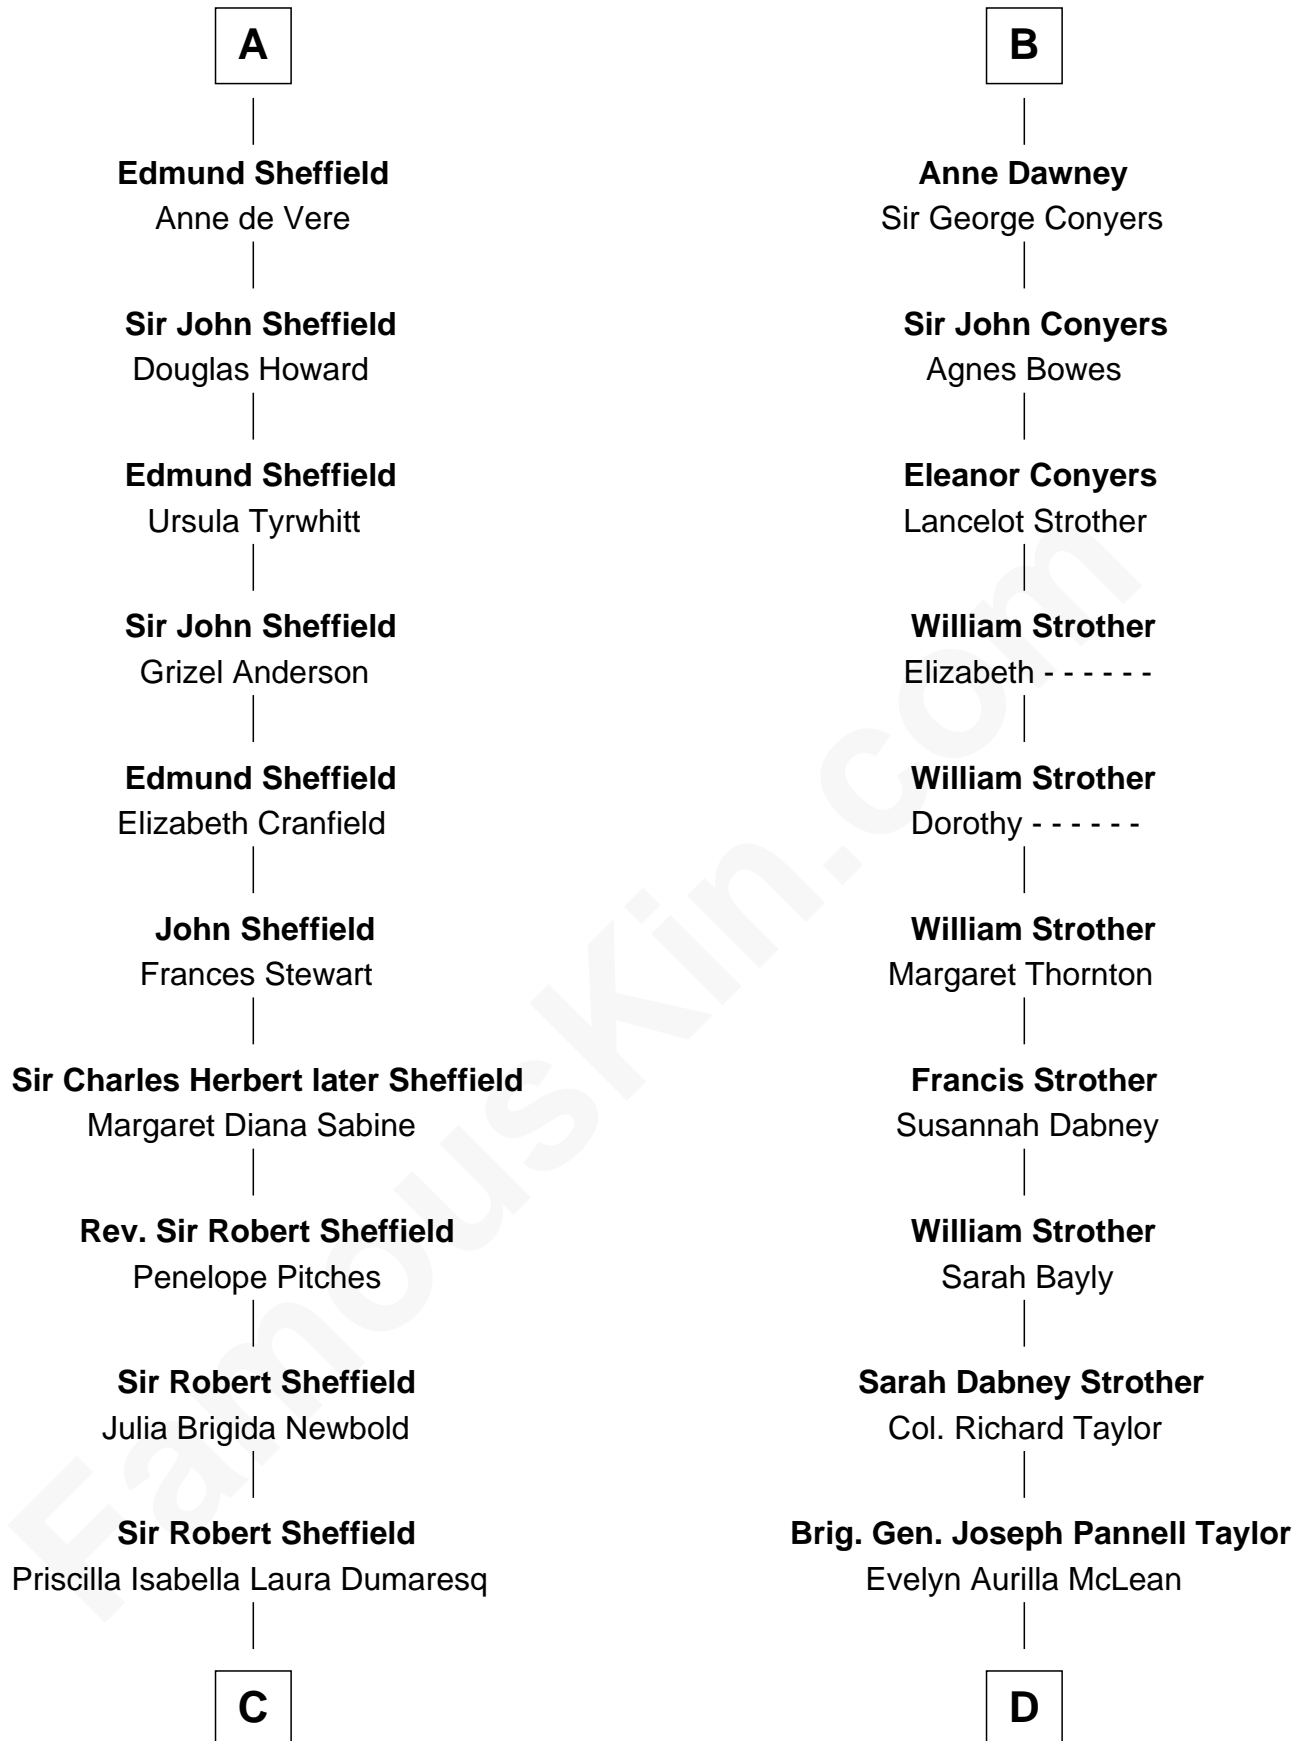 A
Edmund Sheffield
Anne de Vere
Sir John Sheffield
Douglas Howard
Edmund Sheffield
Ursula Tyrwhitt
Sir John Sheffield
Grizel Anderson
Edmund Sheffield
Elizabeth Cranfield
John Sheffield
Frances Stewart
Sir Charles Herbert later Sheffield
Margaret Diana Sabine
Rev. Sir Robert Sheffield
Penelope Pitches
Sir Robert Sheffield
Julia Brigida Newbold
Sir Robert Sheffield
Priscilla Isabella Laura Dumaresq
C
B
Anne Dawney
Sir George Conyers
Sir John Conyers
Agnes Bowes
Eleanor Conyers
Lancelot Strother
William Strother
Elizabeth - - - - - -
William Strother
Dorothy - - - - - -
William Strother
Margaret Thornton
Francis Strother
Susannah Dabney
William Strother
Sarah Bayly
Sarah Dabney Strother
Col. Richard Taylor
Brig. Gen. Joseph Pannell Taylor
Evelyn Aurilla McLean
D
FamousKin.com